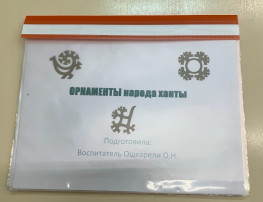 ОРНАМЕНТЫ народа ханты
Подготовила:
Воспитатель Ошкарели О.Н.